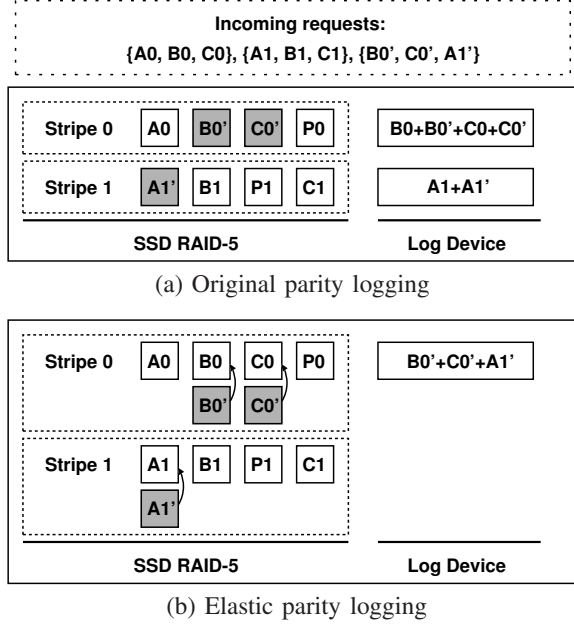 Incoming requests:
{A0, B0, C0}, {A1, B1, C1}, {B0’, C0’, A1’}
Stripe 0 A0 B0’ C0’ P0 B0+B0’+C0+C0’
Stripe 1 A1’ B1 P1 C1 A1+A1’
SSD RAID-5 Log Device
(a) Original parity logging
Stripe 0 A0 B0 C0 P0 B0’+C0’+A1’
B0’ C0’
Stripe 1 A1 B1 P1 C1
A1’
SSD RAID-5 Log Device
(b) Elastic parity logging